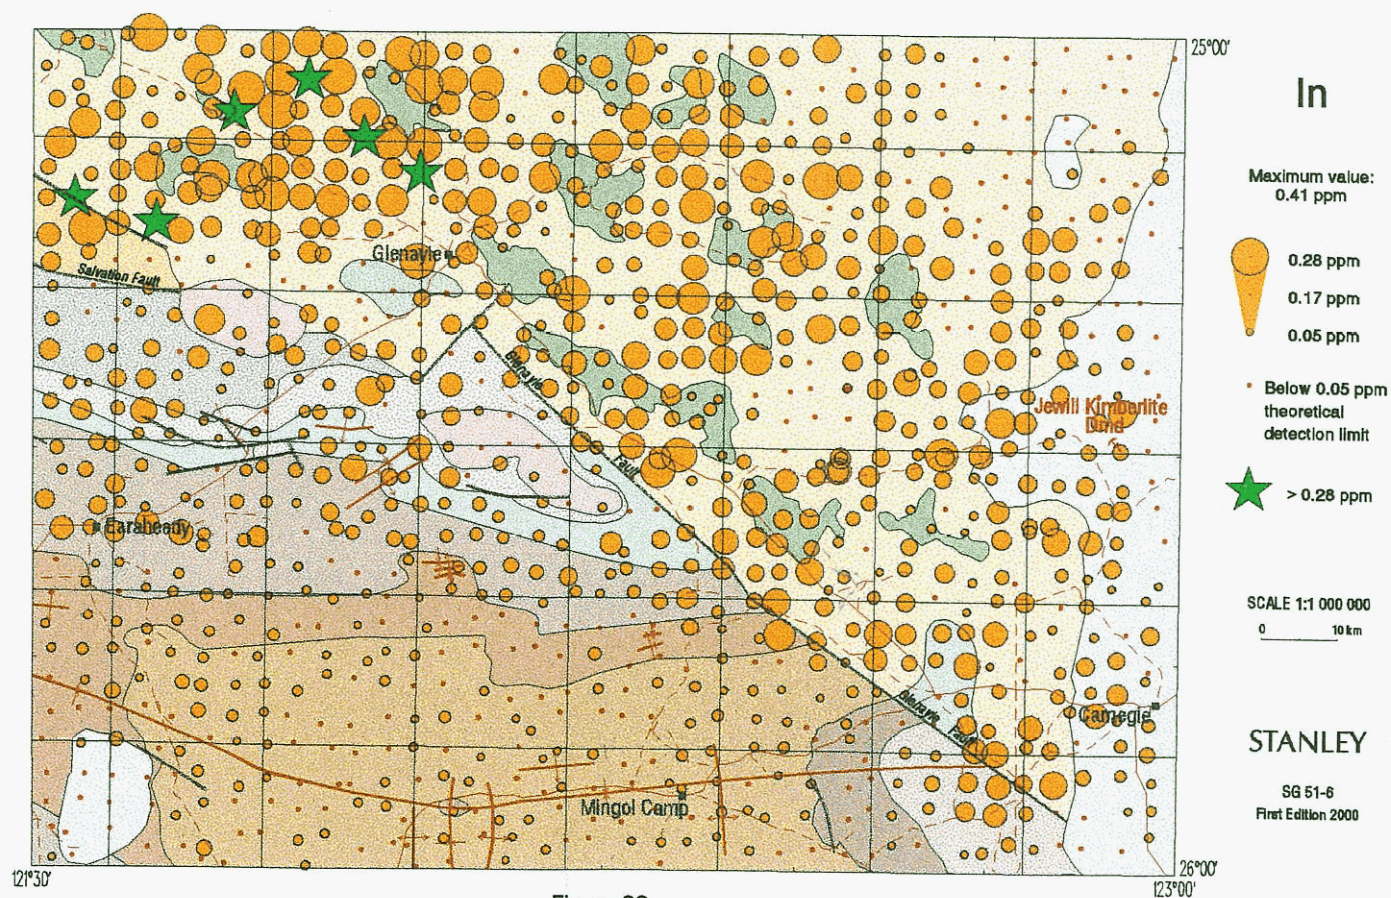 25°00'
In
Maximum value:
0.41 ppm
0.28 ppm
0.17 ppm
0.05 ppm
Below 0.05 ppm
theoretical
detection limit
> 0.28 ppm
SCALE 1:1 000 000
0 10 km
STANLEY
SG 51-6
First Edition 2000
Glenayle
Salvation Fault
Glenayle
Fault
Jewill Kimberlite
Earaheedy
Glenayle
Fault
Carnegie
Mingol Camp
121°30'
26°00'
123°00'